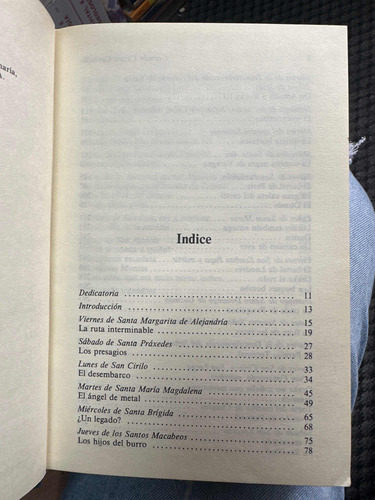 naría,
A.
Indice
Dedicatoria ........................................ 11
Introducción ....................................... 13
Viernes de Santa Margarita de Alejandría ........... 15
La ruta interminable ............................... 19
Sábado de Santa Práxedes ........................... 27
Los presagios ...................................... 28
Lunes de San Cirilo ................................ 33
El desembarco ...................................... 34
Martes de Santa María Magdalena .................... 45
El ángel de metal .................................. 49
Miércoles de Santa Brígida ......................... 65
¿Un legado? ........................................ 68
Jueves de los Santos Macabeos ...................... 75
Los hijos del burro ................................ 78